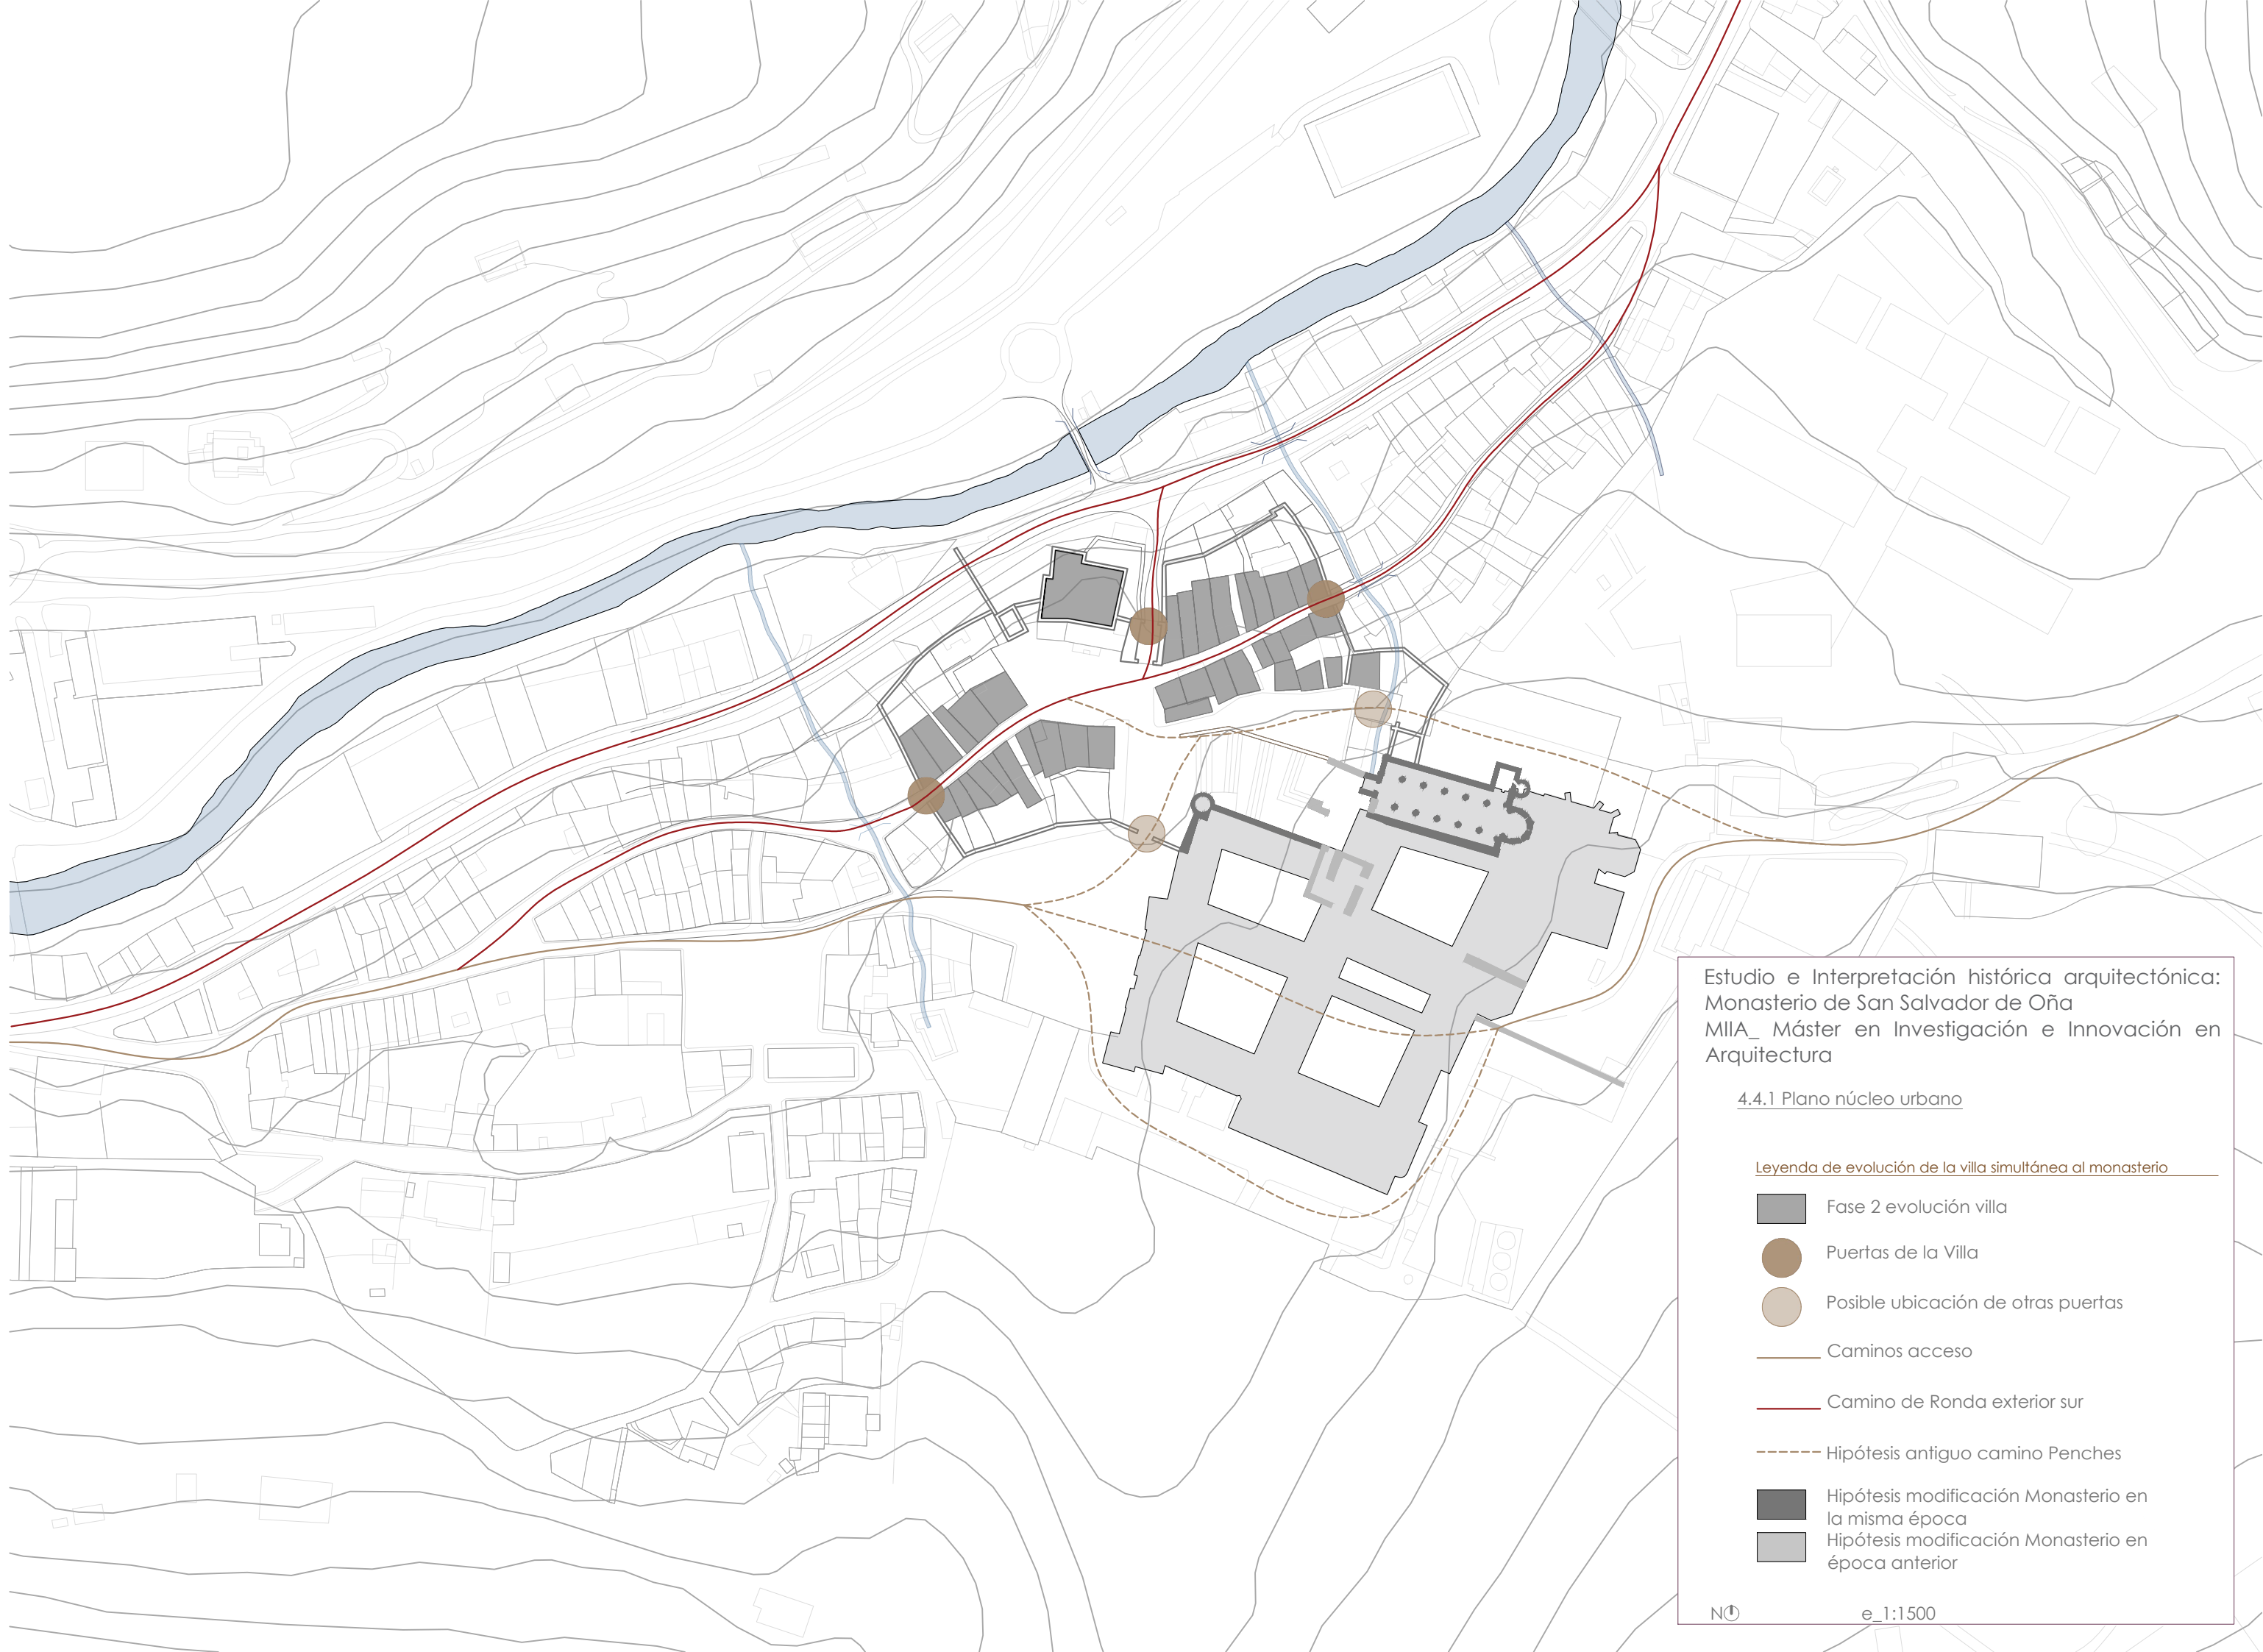 Estudio e Interpretación histórica arquitectónica:
Monasterio de San Salvador de Oña
MIIA_ Máster en Investigación e Innovación en
Arquitectura
4.4.1 Plano núcleo urbano
Leyenda de evolución de la villa simultánea al monasterio
Fase 2 evolución villa
Puertas de la Villa
Posible ubicación de otras puertas
Caminos acceso
Camino de Ronda exterior sur
Hipótesis antiguo camino Penches
Hipótesis modificación Monasterio en
la misma época
Hipótesis modificación Monasterio en
época anterior
N e_1:1500